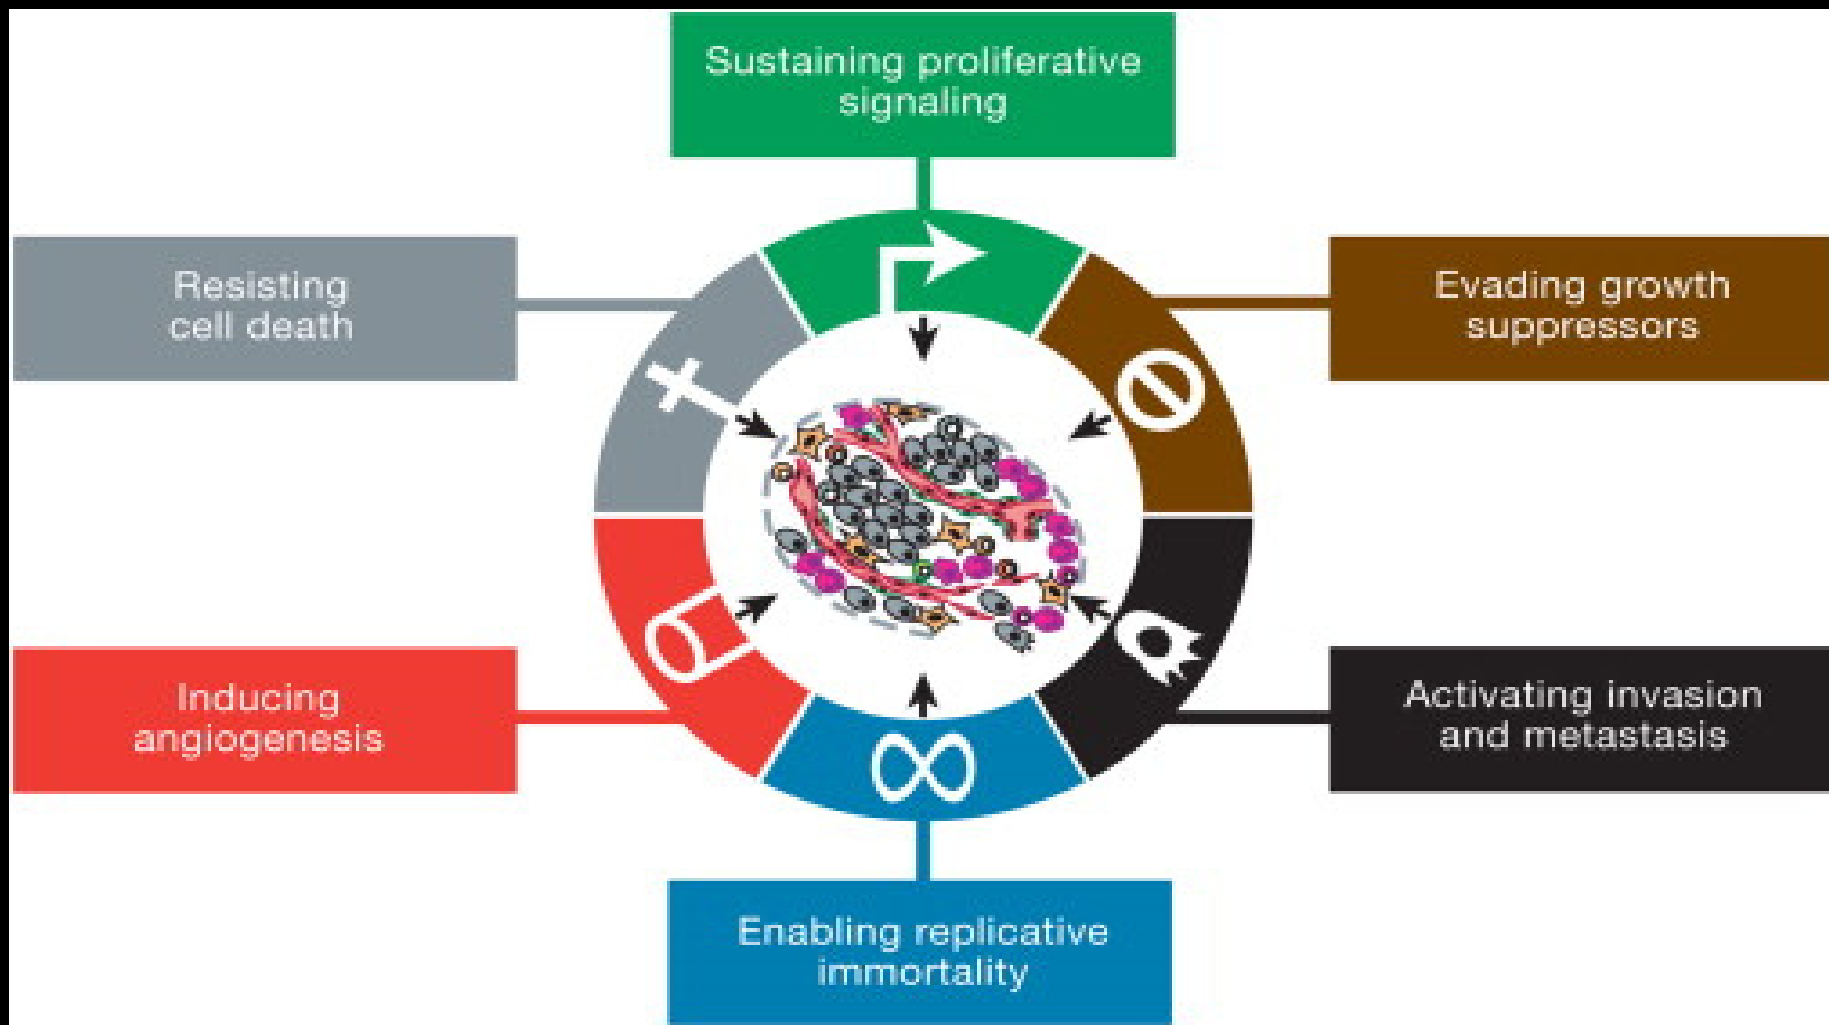 Sustaining proliferative
signaling
Resisting
cell death
Evading growth
suppressors
Inducing
angiogenesis
Activating invasion
and metastasis
Enabling replicative
immortality